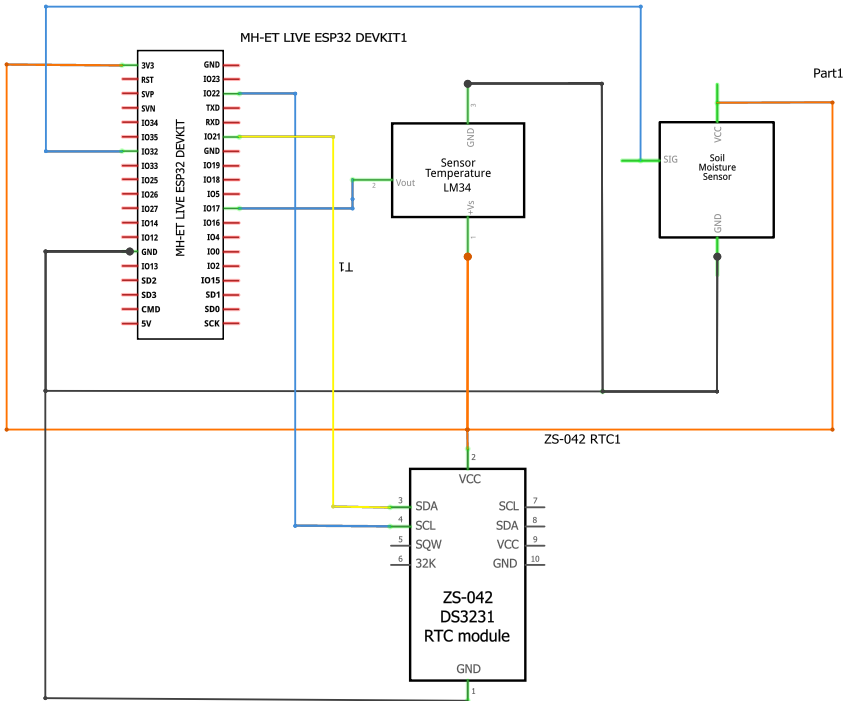 MH-ET LIVE ESP32 DEVKIT1
Part1
3V3
RST
SVP
SVN
IO34
IO35
IO32
IO33
IO25
IO26
IO27
IO14
IO12
GND
IO13
SD2
SD3
CMD
5V
MH-ET LIVE ESP32 DEVKIT
GND
IO23
IO22
TXD
RXD
IO21
GND
IO19
IO18
IO5
IO17
IO16
IO4
IO0
IO2
IO15
SD1
SD0
SCK
T1
3
GND
Sensor
Temperature
LM34
2
Vout
+Vs
1
VCC
SIG
Soil
Moisture
Sensor
GND
ZS-042 RTC1
2
VCC
3 SDA
4 SCL
5 SQW
6 32K
SCL 7
SDA 8
VCC 9
GND 10
ZS-042
DS3231
RTC module
GND
1